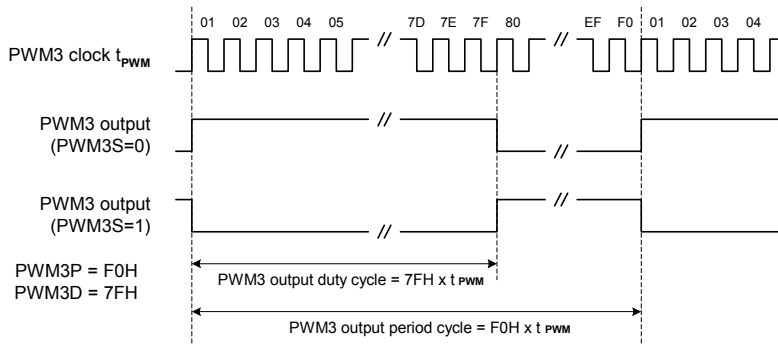 01 02 03 04 05 7D 7E 7F 80 EF F0 01 02 03 04
PWM3 clock tPWM
//
//
PWM3 output
(PWM3S=0)
//
//
PWM3 output
(PWM3S=1)
//
//
PWM3P = F0H
PWM3D = 7FH
PWM3 output duty cycle = 7FH x t PWM
PWM3 output period cycle = F0H x t PWM